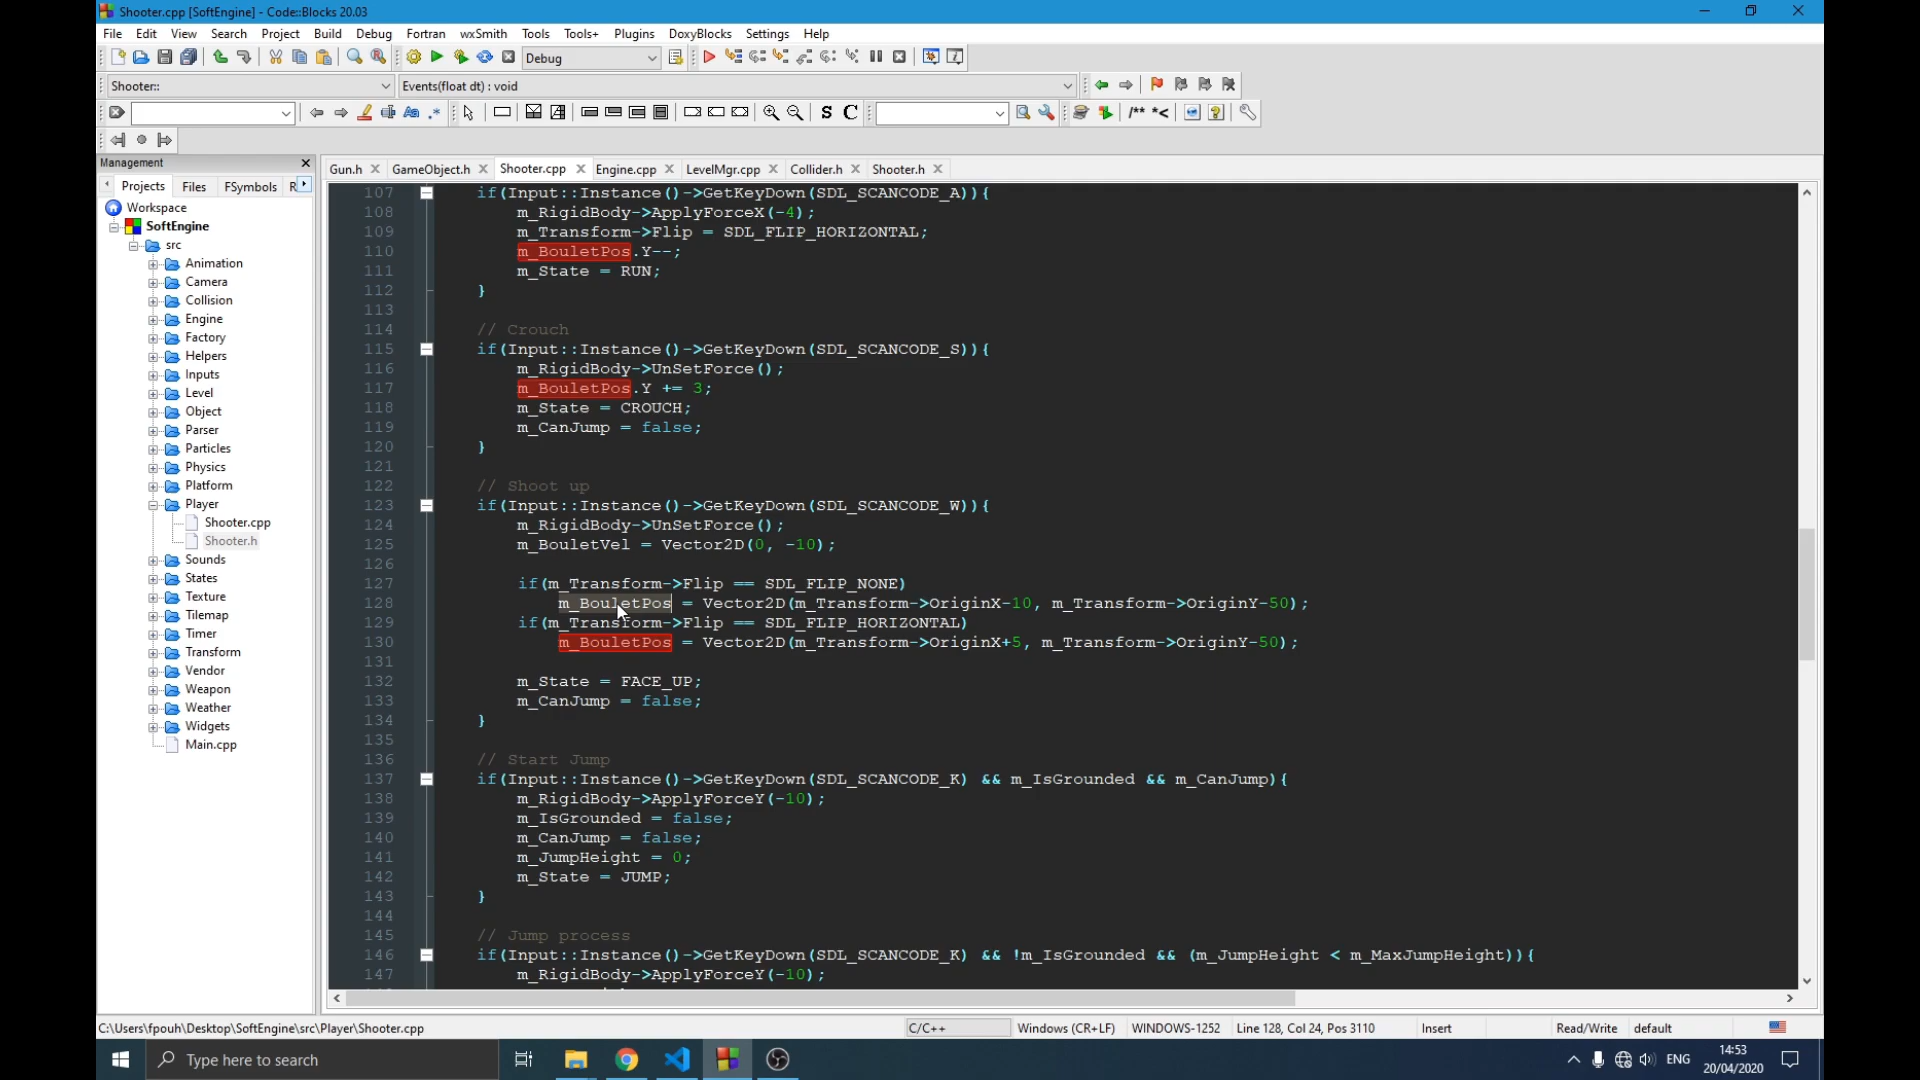 Shooter.cpp [SoftEngine] - Code::Blocks 20.03
File Edit View Search Project Build Debug Fortran wxSmith Tools Tools+ Plugins DoxyBlocks Settings Help
Debug
Shooter:: Events(float dt) : void
Aa .* S C /** *<
Management
Projects Files FSymbols R
Gun.h GameObject.h Shooter.cpp Engine.cpp LevelMgr.cpp Collider.h Shooter.h
Workspace
SoftEngine
src
Animation
Camera
Collision
Engine
Factory
Helpers
Inputs
Level
Object
Parser
Particles
Physics
Platform
Player
Shooter.cpp
Shooter.h
Sounds
States
Texture
Tilemap
Timer
Transform
Vendor
Weapon
Weather
Widgets
Main.cpp
107 if(Input::Instance()->GetKeyDown(SDL_SCANCODE_A)){
108 m_RigidBody->ApplyForceX(-4);
109 m_Transform->Flip = SDL_FLIP_HORIZONTAL;
110 m_BouletPos.Y--;
111 m_State = RUN;
112 }
113
114 // Crouch
115 if(Input::Instance()->GetKeyDown(SDL_SCANCODE_S)){
116 m_RigidBody->UnSetForce();
117 m_BouletPos.Y += 3;
118 m_State = CROUCH;
119 m_CanJump = false;
120 }
121
122 // Shoot up
123 if(Input::Instance()->GetKeyDown(SDL_SCANCODE_W)){
124 m_RigidBody->UnSetForce();
125 m_BouletVel = Vector2D(0, -10);
126
127 if(m_Transform->Flip == SDL_FLIP_NONE)
128 m_BouletPos = Vector2D(m_Transform->OriginX-10, m_Transform->OriginY-50);
129 if(m_Transform->Flip == SDL_FLIP_HORIZONTAL)
130 m_BouletPos = Vector2D(m_Transform->OriginX+5, m_Transform->OriginY-50);
131
132 m_State = FACE_UP;
133 m_CanJump = false;
134 }
135
136 // Start Jump
137 if(Input::Instance()->GetKeyDown(SDL_SCANCODE_K) && m_IsGrounded && m_CanJump){
138 m_RigidBody->ApplyForceY(-10);
139 m_IsGrounded = false;
140 m_CanJump = false;
141 m_JumpHeight = 0;
142 m_State = JUMP;
143 }
144
145 // Jump process
146 if(Input::Instance()->GetKeyDown(SDL_SCANCODE_K) && !m_IsGrounded && (m_JumpHeight < m_MaxJumpHeight)){
147 m_RigidBody->ApplyForceY(-10);
C:\Users\fpouh\Desktop\SoftEngine\src\Player\Shooter.cpp C/C++ Windows (CR+LF) WINDOWS-1252 Line 128, Col 24, Pos 3110 Insert Read/Write default
Type here to search ENG 14:53
20/04/2020